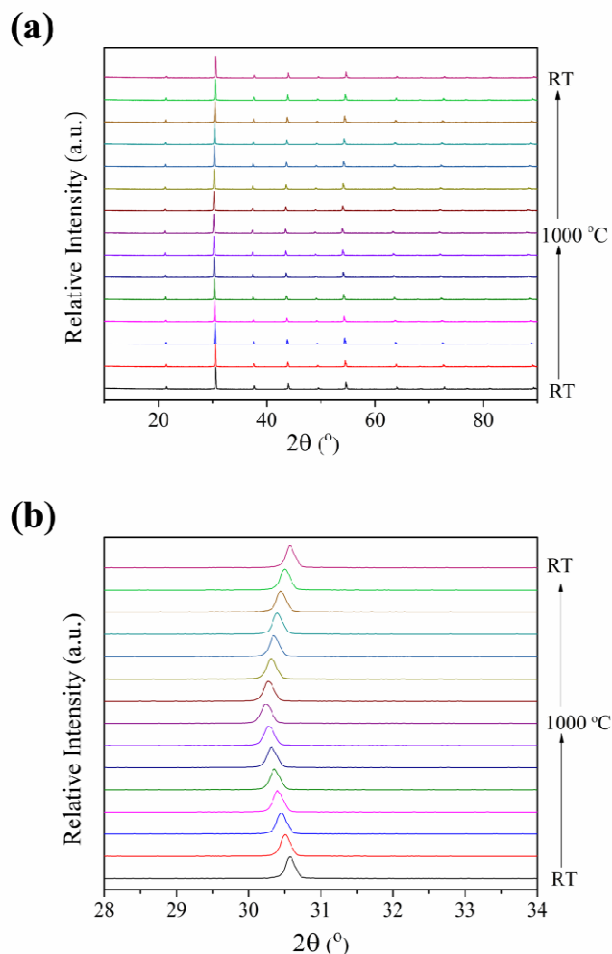 (a)
Relative Intensity (a.u.)
RT
1000 °C
RT
20 40 60 80
2θ (°)
(b)
Relative Intensity (a.u.)
RT
1000 °C
RT
28 29 30 31 32 33 34
2θ (°)